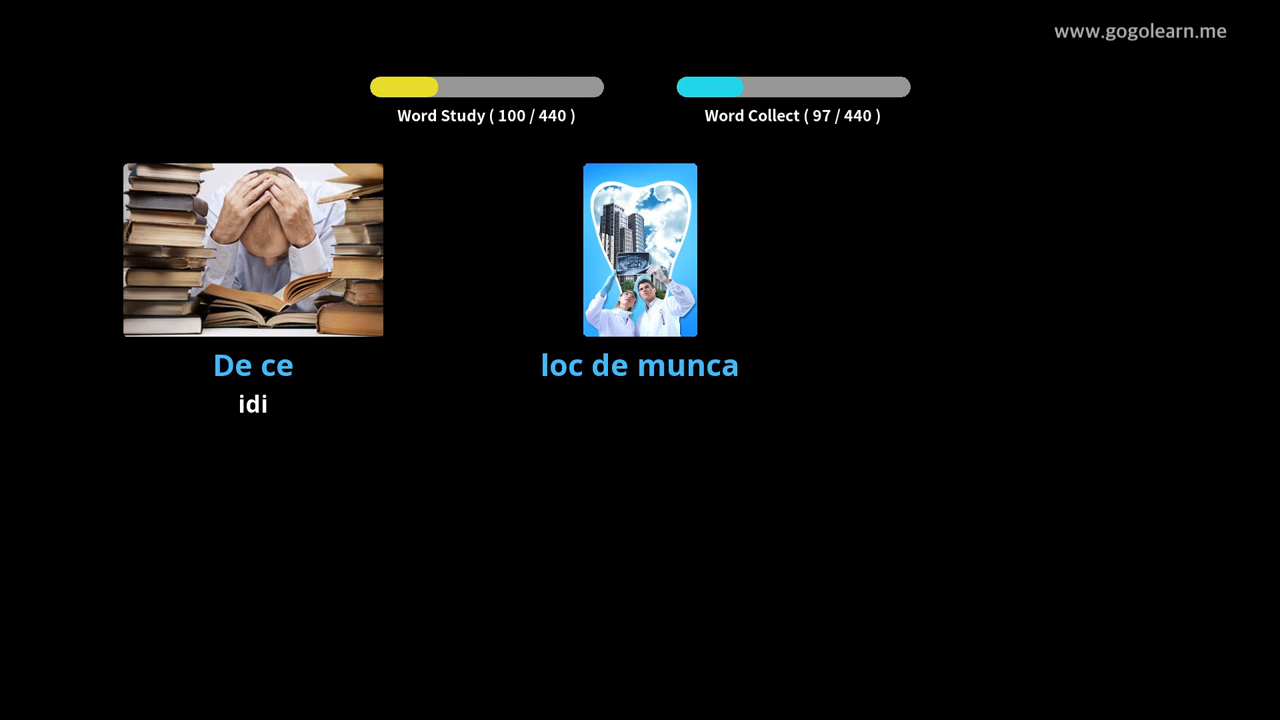 www.gogolearn.me
Word Study ( 100 / 440 )
Word Collect ( 97 / 440 )
De ce
idi
loc de munca